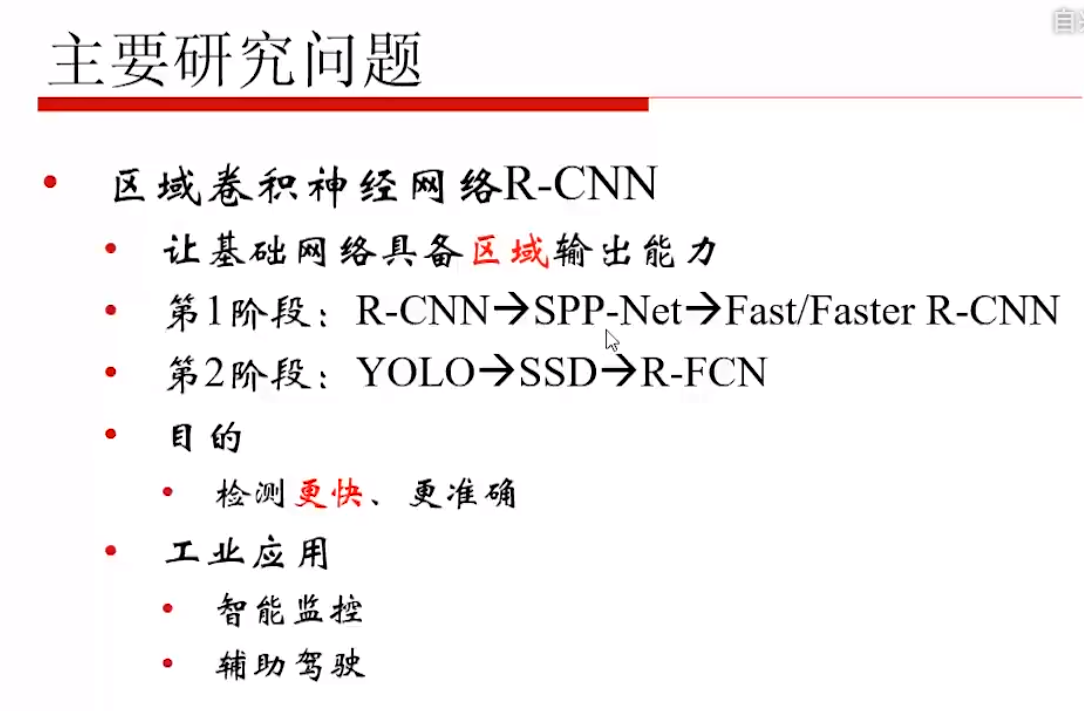 主要研究问题
区域卷积神经网络R-CNN
让基础网络具备区域输出能力
第1阶段：R-CNN→SPP-Net→Fast/Faster R-CNN
第2阶段：YOLO→SSD→R-FCN
目的
检测更快、更准确
工业应用
智能监控
辅助驾驶